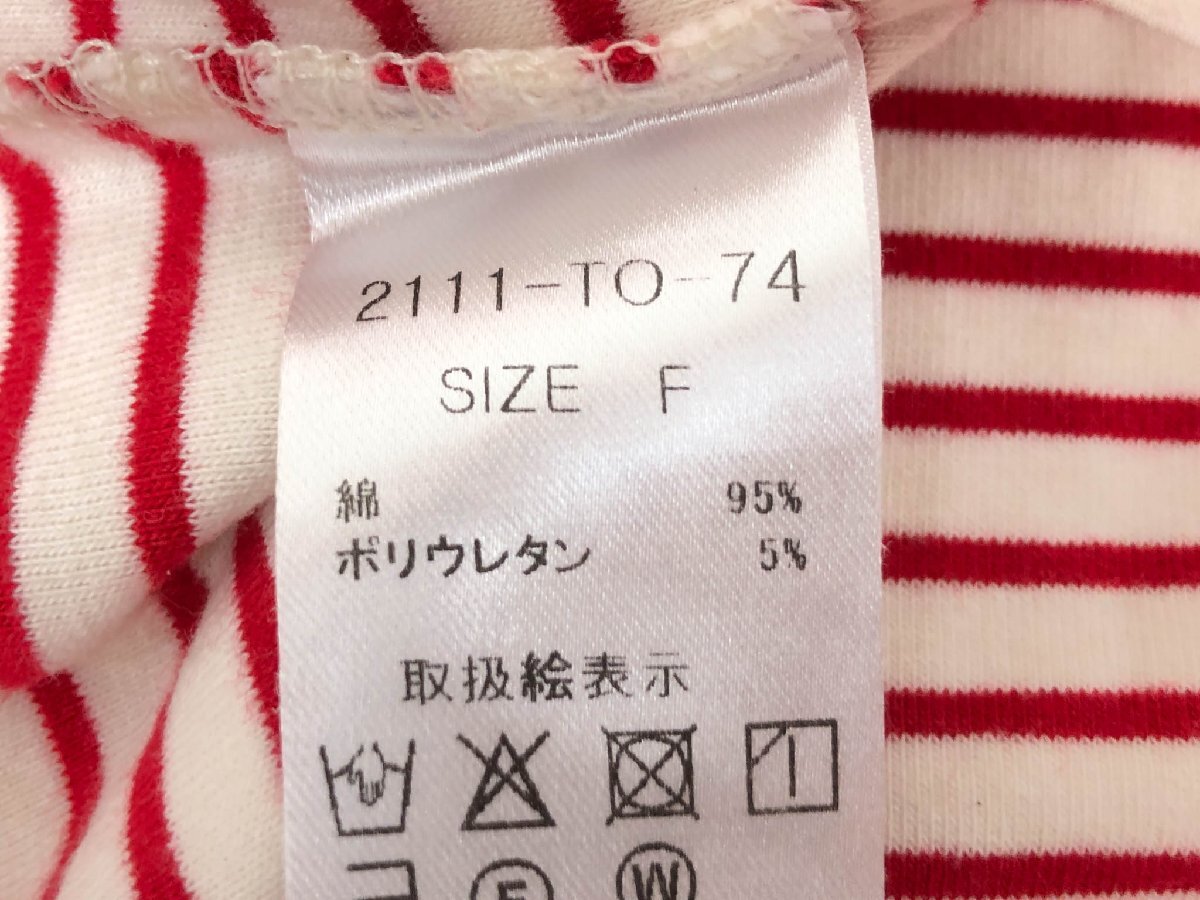 2111-TO-74
SIZE F
綿 95%
ポリウレタン 5%
取扱絵表示
F W